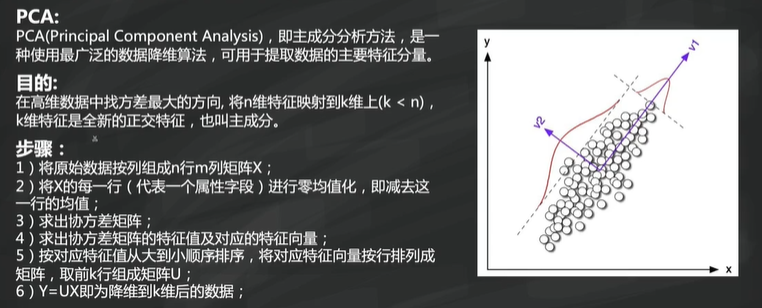 PCA:
PCA(Principal Component Analysis)，即主成分分析方法，是一
种使用最广泛的数据降维算法，可用于提取数据的主要特征分量。
目的:
在高维数据中找方差最大的方向, 将n维特征映射到k维上(k < n)，
k维特征是全新的正交特征，也叫主成分。
步骤：
1）将原始数据按列组成n行m列矩阵X；
2）将X的每一行（代表一个属性字段）进行零均值化，即减去这
一行的均值；
3）求出协方差矩阵；
4）求出协方差矩阵的特征值及对应的特征向量；
5）按对应特征值从大到小顺序排序，将对应特征向量按行排列成
矩阵，取前k行组成矩阵U；
6）Y=UX即为降维到k维后的数据；
y
v1
v2
x